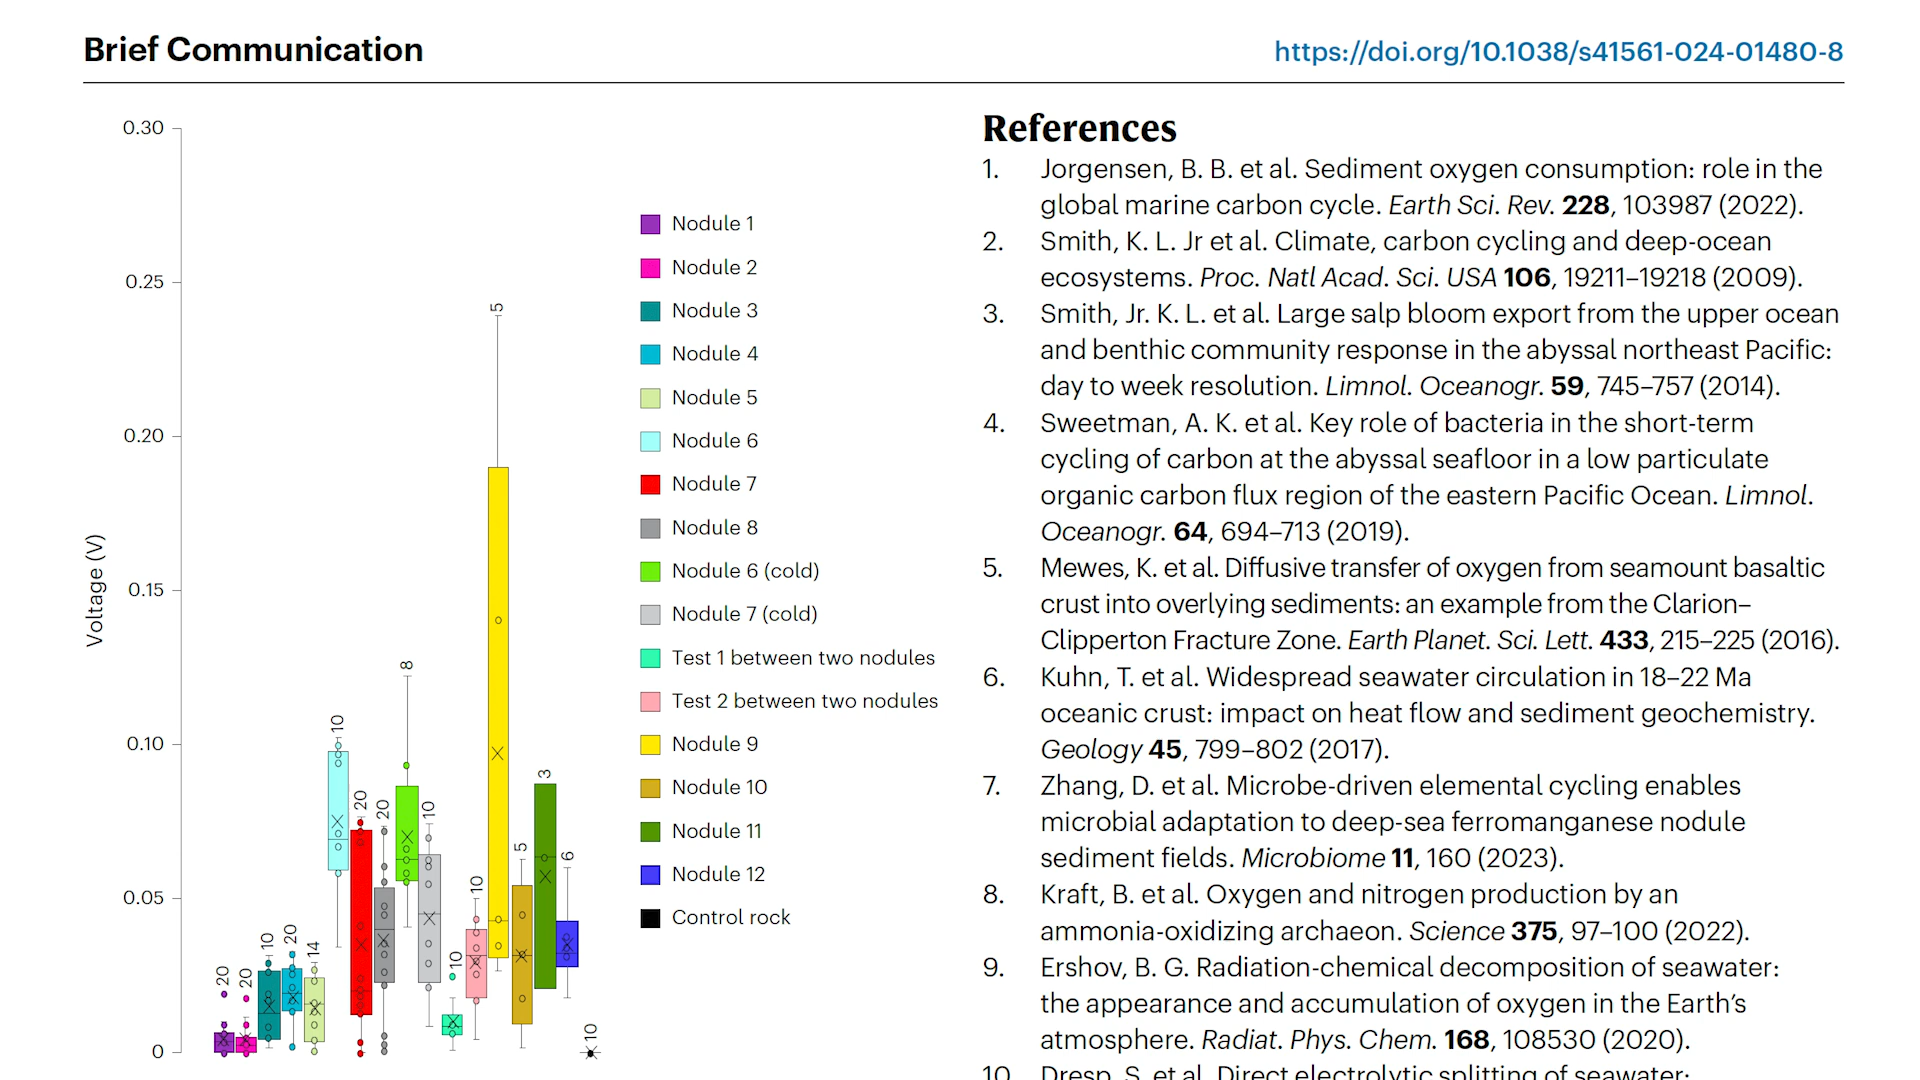 Brief Communication
https://doi.org/10.1038/s41561-024-01480-8
0.30
0.25
0.20
0.15
0.10
0.05
0
Voltage (V)
20
20
10
20
14
10
20
20
8
10
10
10
5
5
3
6
10
Nodule 1
Nodule 2
Nodule 3
Nodule 4
Nodule 5
Nodule 6
Nodule 7
Nodule 8
Nodule 6 (cold)
Nodule 7 (cold)
Test 1 between two nodules
Test 2 between two nodules
Nodule 9
Nodule 10
Nodule 11
Nodule 12
Control rock
References
1. Jorgensen, B. B. et al. Sediment oxygen consumption: role in the
global marine carbon cycle. Earth Sci. Rev. 228, 103987 (2022).
2. Smith, K. L. Jr et al. Climate, carbon cycling and deep-ocean
ecosystems. Proc. Natl Acad. Sci. USA 106, 19211–19218 (2009).
3. Smith, Jr. K. L. et al. Large salp bloom export from the upper ocean
and benthic community response in the abyssal northeast Pacific:
day to week resolution. Limnol. Oceanogr. 59, 745–757 (2014).
4. Sweetman, A. K. et al. Key role of bacteria in the short-term
cycling of carbon at the abyssal seafloor in a low particulate
organic carbon flux region of the eastern Pacific Ocean. Limnol.
Oceanogr. 64, 694–713 (2019).
5. Mewes, K. et al. Diffusive transfer of oxygen from seamount basaltic
crust into overlying sediments: an example from the Clarion–
Clipperton Fracture Zone. Earth Planet. Sci. Lett. 433, 215–225 (2016).
6. Kuhn, T. et al. Widespread seawater circulation in 18–22 Ma
oceanic crust: impact on heat flow and sediment geochemistry.
Geology 45, 799–802 (2017).
7. Zhang, D. et al. Microbe-driven elemental cycling enables
microbial adaptation to deep-sea ferromanganese nodule
sediment fields. Microbiome 11, 160 (2023).
8. Kraft, B. et al. Oxygen and nitrogen production by an
ammonia-oxidizing archaeon. Science 375, 97–100 (2022).
9. Ershov, B. G. Radiation-chemical decomposition of seawater:
the appearance and accumulation of oxygen in the Earth's
atmosphere. Radiat. Phys. Chem. 168, 108530 (2020).
10. Dresp, S. et al. Direct electrolytic splitting of seawater: